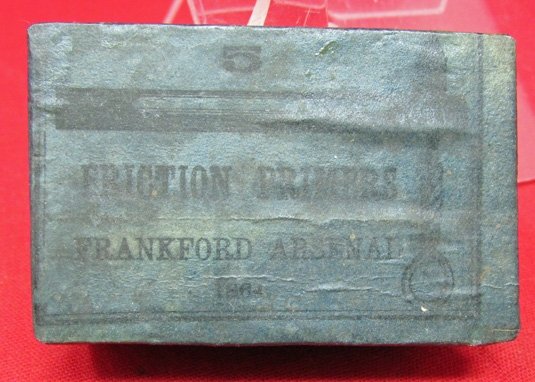 5
FRICTION PRIMERS
FRANKFORD ARSENAL
1864